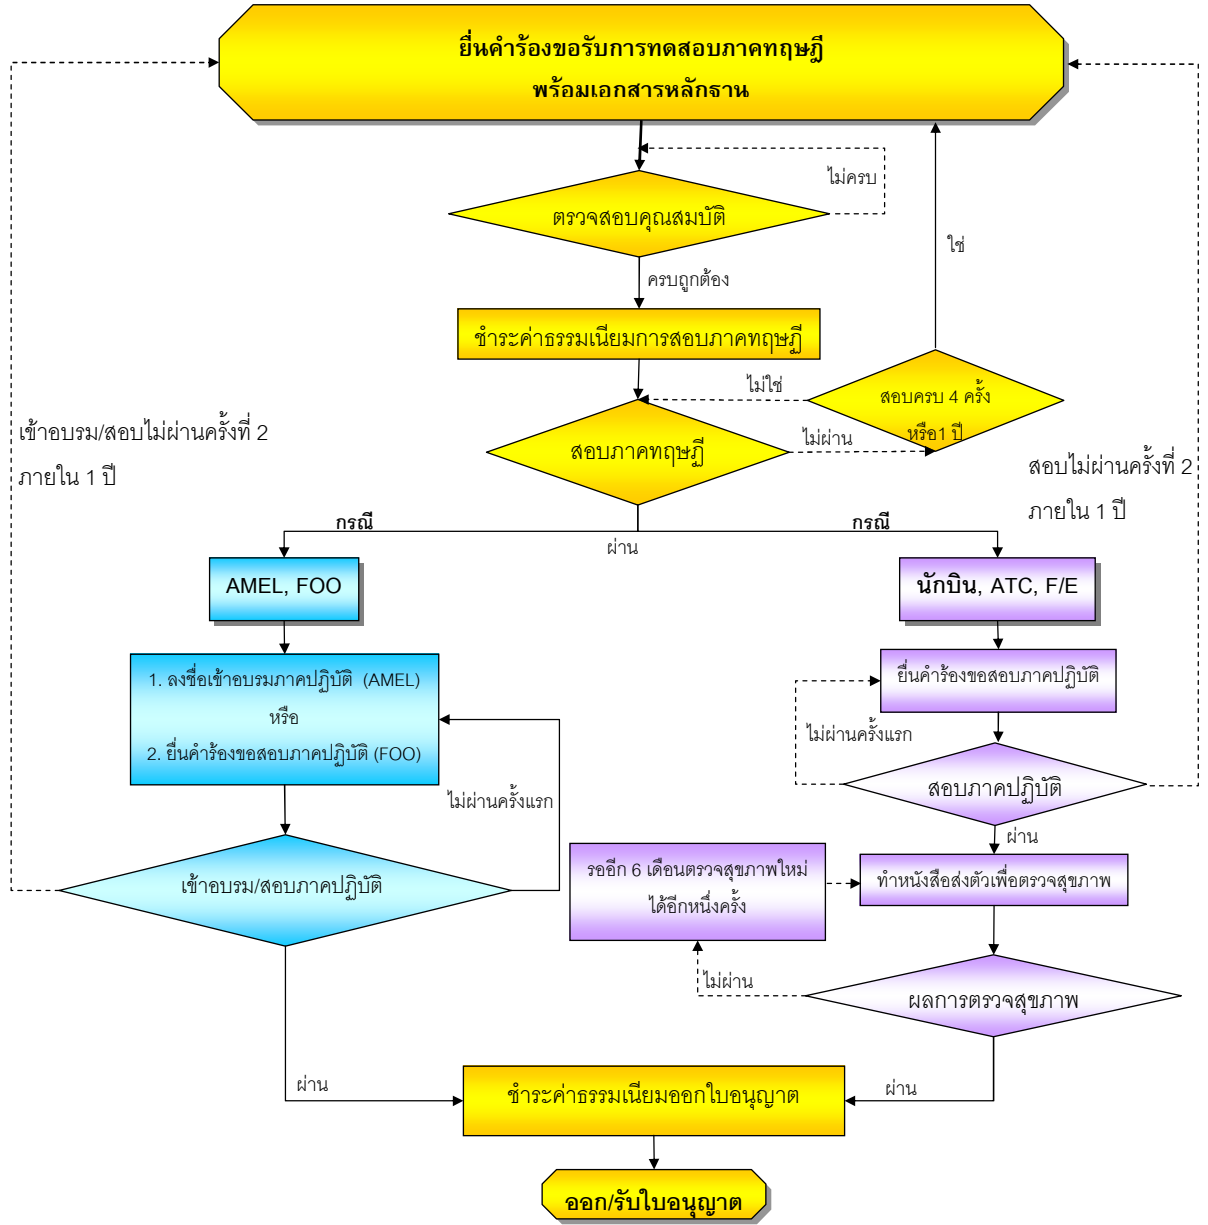 ยื่นคำร้องขอรับการทดสอบภาคทฤษฎี
พร้อมเอกสารหลักฐาน
ไม่ครบ
ตรวจสอบคุณสมบัติ
ใช่
ครบถูกต้อง
ชำระค่าธรรมเนียมการสอบภาคทฤษฏี
ไม่ใช่
สอบครบ 4 ครั้ง
หรือ1 ปี
ไม่ผ่าน
สอบภาคทฤษฏี
เข้าอบรม/สอบไม่ผ่านครั้งที่ 2
ภายใน 1 ปี
สอบไม่ผ่านครั้งที่ 2
ภายใน 1 ปี
กรณี
กรณี
ผ่าน
AMEL, FOO
นักบิน, ATC, F/E
1. ลงชื่อเข้าอบรมภาคปฏิบัติ (AMEL)
หรือ
2. ยื่นคำร้องขอสอบภาคปฏิบัติ (FOO)
ยื่นคำร้องขอสอบภาคปฏิบัติ
ไม่ผ่านครั้งแรก
ไม่ผ่านครั้งแรก
สอบภาคปฏิบัติ
ผ่าน
เข้าอบรม/สอบภาคปฏิบัติ
รออีก 6 เดือนตรวจสุขภาพใหม่
ได้อีกหนึ่งครั้ง
ทำหนังสือส่งตัวเพื่อตรวจสุขภาพ
ไม่ผ่าน
ผลการตรวจสุขภาพ
ผ่าน
ชำระค่าธรรมเนียมออกใบอนุญาต
ผ่าน
ออก/รับใบอนุญาต